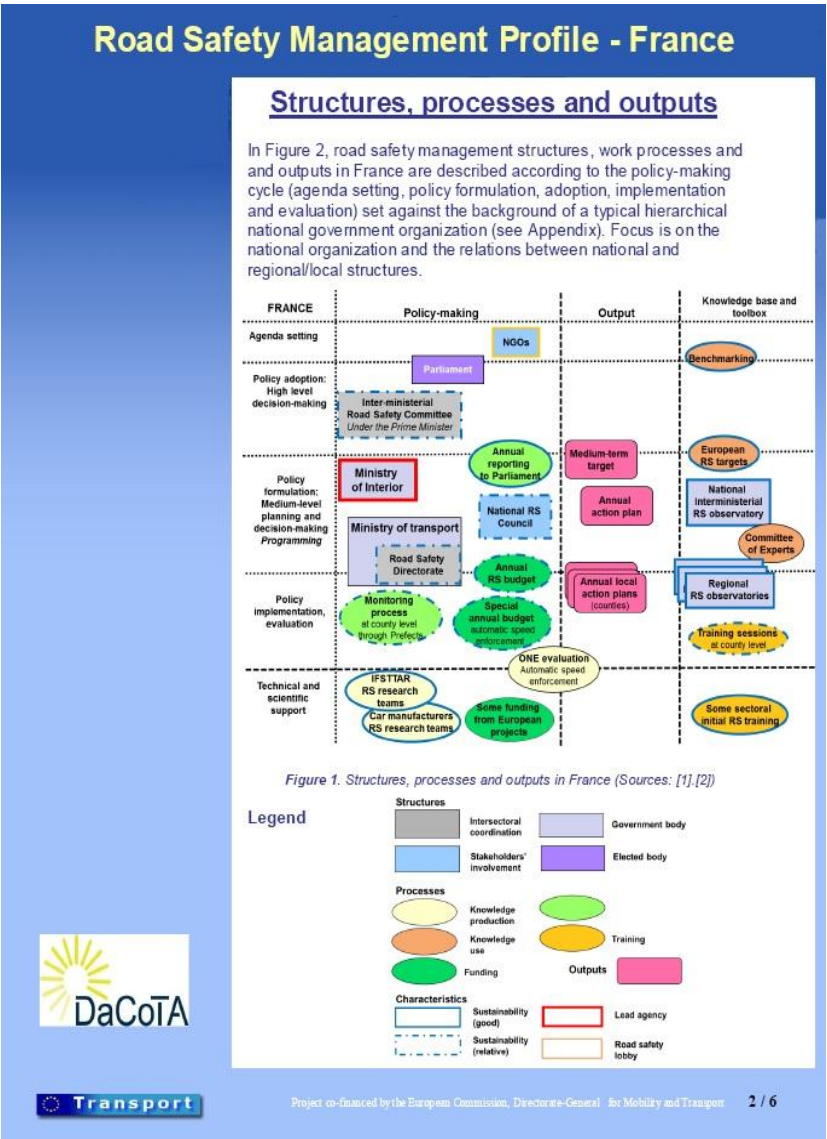 Road Safety Management Profile - France
Structures, processes and outputs
In Figure 2, road safety management structures, work processes and
and outputs in France are described according to the policy-making
cycle (agenda setting, policy formulation, adoption, implementation
and evaluation) set against the background of a typical hierarchical
national government organization (see Appendix). Focus is on the
national organization and the relations between national and
regional/local structures.
FRANCE
Policy-making
Output
Knowledge base and
toolbox
Agenda setting
NGOs
Benchmarking
Policy adoption:
High level
decision-making
Parliament
Inter-ministerial
Road Safety Committee
Under the Prime Minister
Policy
formulation:
Medium-level
planning and
decision-making
Programming
Ministry
of Interior
Annual
reporting
to Parliament
Medium-term
target
European
RS targets
Ministry of transport
Road Safety
Directorate
National RS
Council
Annual
action plan
National
Interministerial
RS observatory
Committee
of Experts
Annual
RS budget
Policy
implementation,
evaluation
Monitoring
process
at county level
through Prefects
Special
annual budget
automatic speed
enforcement
Annual local
action plans
(counties)
Regional
RS observatories
Training sessions
at county level
ONE evaluation
Automatic speed
enforcement
Technical and
scientific
support
IFSTTAR
RS research
teams
Car manufacturers
RS research teams
Some funding
from European
projects
Some sectoral
initial RS training
Figure 1. Structures, processes and outputs in France (Sources: [1].[2])
Legend
Structures
Intersectoral
coordination
Government body
Stakeholders'
involvement
Elected body
Processes
Knowledge
production
Knowledge
use
Training
Funding
Outputs
Characteristics
Sustainability
(good)
Lead agency
Sustainability
(relative)
Road safety
lobby
DaCoTA
Transport
Project co-financed by the European Commission, Directorate-General for Mobility and Transport
2 / 6